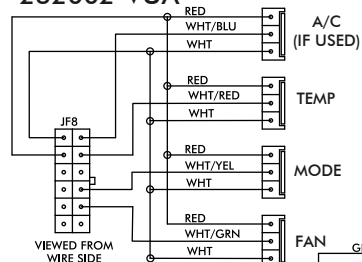 RED
WHT/BLU
WHT
A/C
(IF USED)
RED
WHT/RED
WHT
TEMP
JF8
RED
WHT/YEL
WHT
MODE
RED
WHT/GRN
WHT
FAN
VIEWED FROM
WIRE SIDE